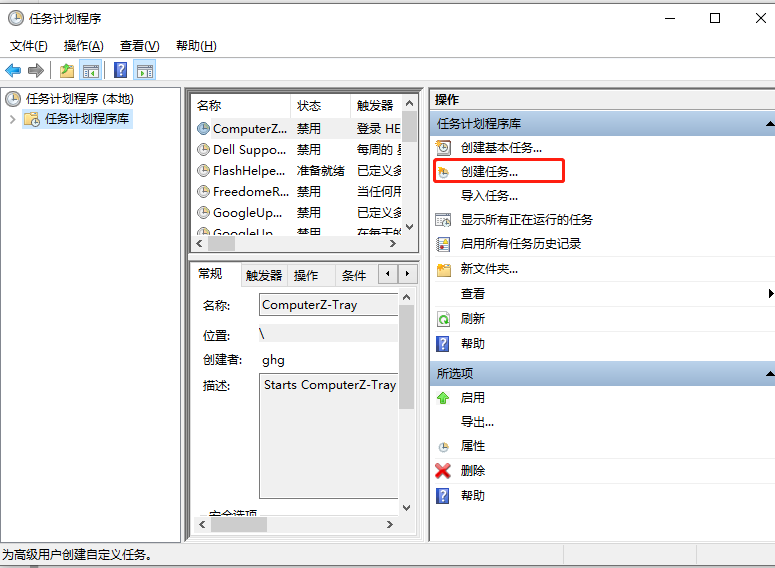 任务计划程序
文件(F) 操作(A) 查看(V) 帮助(H)
任务计划程序 (本地)
任务计划程序库
名称 状态 触发器
ComputerZ... 禁用 登录 HE
Dell Suppo... 禁用 每周的
FlashHelpe... 准备就绪 已定义多
FreedomeR... 禁用 当任何用
GoogleUp... 禁用 已定义多
GoogleUp... 禁用 在每天的
常规 触发器 操作 条件
名称: ComputerZ-Tray
位置: \
创建者: ghg
描述: Starts ComputerZ-Tray
安全选项
操作
任务计划程序库
创建基本任务...
创建任务...
导入任务...
显示所有正在运行的任务
启用所有任务历史记录
新文件夹...
查看
刷新
帮助
所选项
启用
导出...
属性
删除
帮助
为高级用户创建自定义任务。